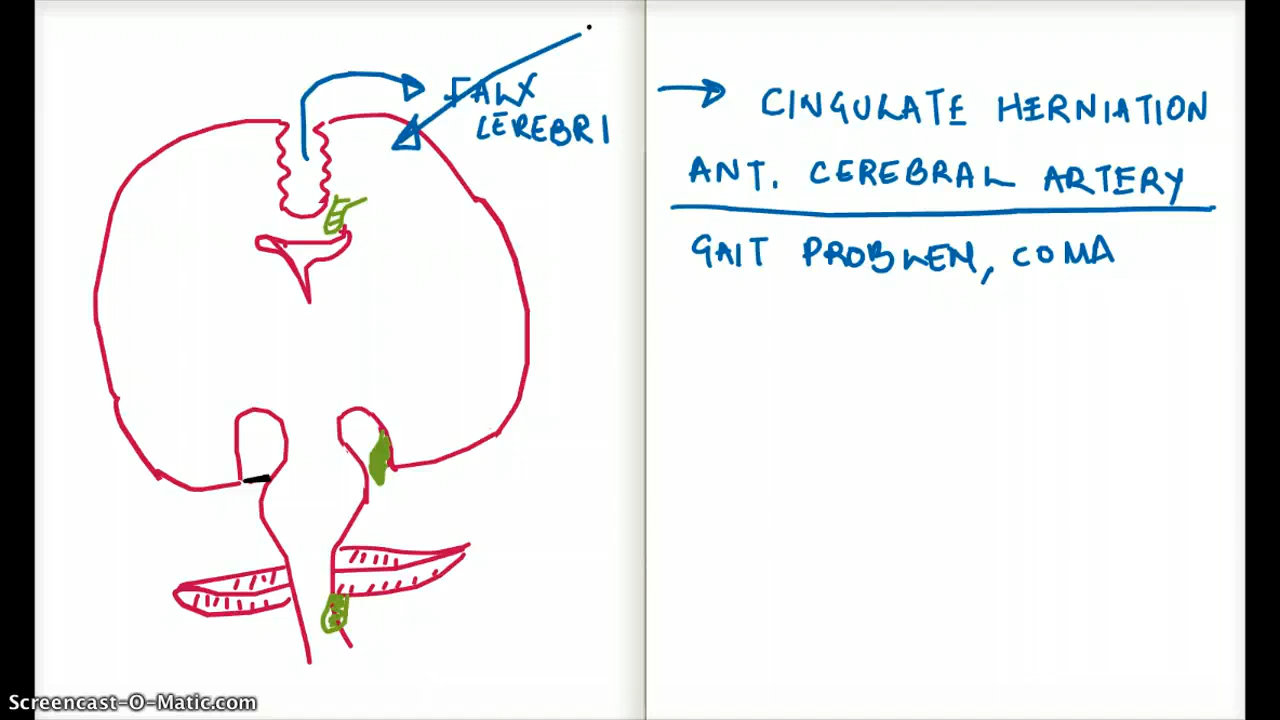 FALX
CEREBRI
CINGULATE HERNIATION
ANT. CEREBRAL ARTERY
GAIT PROBLEM, COMA
Screencast-O-Matic.com